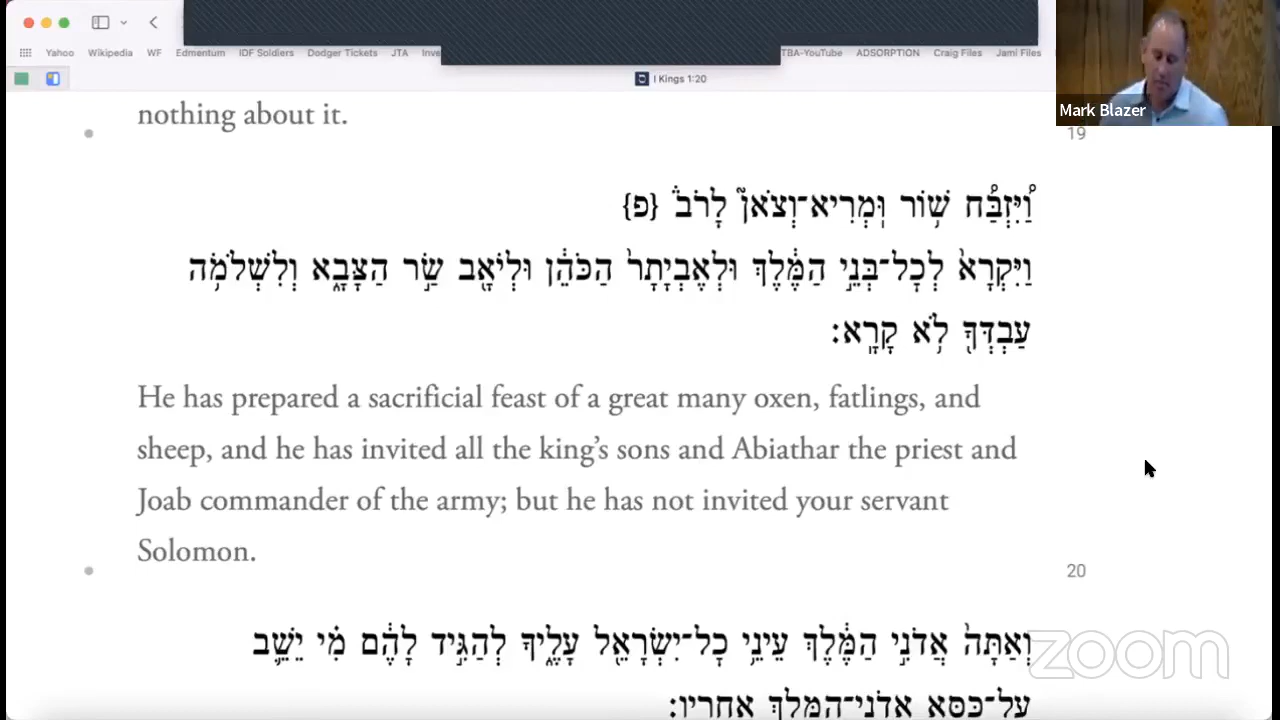 Yahoo Wikipedia WF Edmentum IDF Soldiers Dodger Tickets JTA Inve TBA-YouTube ADSORPTION Craig Files Jami Files
I Kings 1:20
Mark Blazer
nothing about it.
19
וַ֠יִּזְבַּ֠ח שׁ֥וֹר וּֽמְרִיא־וְצֹאן֮ לָרֹב֒ {פ}
וַיִּקְרָא֙ לְכׇל־בְּנֵ֣י הַמֶּ֔לֶךְ וּלְאֶבְיָתָר֙ הַכֹּהֵ֔ן וּלְיֹאָ֖ב שַׂ֣ר הַצָּבָ֑א וְלִשְׁלֹמֹ֥ה
עַבְדְּךָ֖ לֹ֥א קָרָֽא׃
He has prepared a sacrificial feast of a great many oxen, fatlings, and
sheep, and he has invited all the king’s sons and Abiathar the priest and
Joab commander of the army; but he has not invited your servant
Solomon.
20
וְאַתָּה֙ אֲדֹנִ֣י הַמֶּ֔לֶךְ עֵינֵ֥י כׇל־יִשְׂרָאֵ֖ל עָלֶ֑יךָ לְהַגִּ֣יד לָהֶ֔ם מִ֗י יֵשֵׁ֛ב
עַל־כִּסֵּ֥א אֲדֹנִֽי־הַמֶּ֖לֶךְ אַחֲרָֽיו׃
zoom